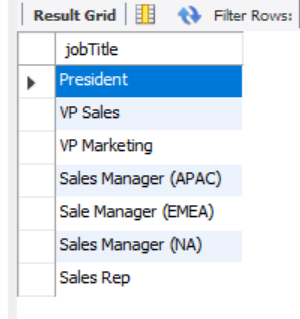 Result Grid Filter Rows:
jobTitle
President
VP Sales
VP Marketing
Sales Manager (APAC)
Sale Manager (EMEA)
Sales Manager (NA)
Sales Rep